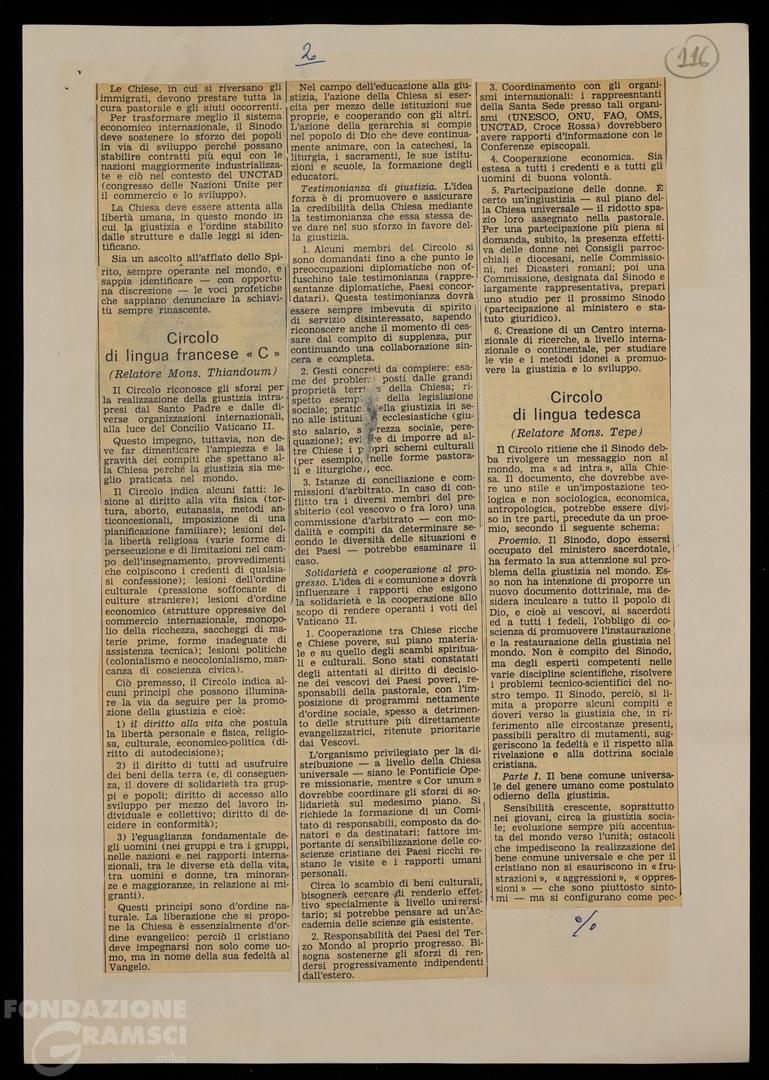 2
116
Le Chiese, in cui si riversano gli
immigrati, devono prestare tutta la
cura pastorale e gli aiuti occorrenti.
Per trasformare meglio il sistema
economico internazionale, il Sinodo
deve sostenere lo sforzo dei popoli
in via di sviluppo perché possano
stabilire contratti più equi con le
nazioni maggiormente industrializza-
te e ciò nel contesto del UNCTAD
(congresso delle Nazioni Unite per
il commercio e lo sviluppo).
La Chiesa deve essere attenta alla
libertà umana, in questo mondo in
cui la giustizia e l'ordine stabilito
dalle strutture e dalle leggi si iden-
tificano.
Sia un ascolto all'afflato dello Spi-
rito, sempre operante nel mondo, e
sappia identificare — con opportu-
na discrezione — le voci profetiche
che sappiano denunciare la schiavi-
tù sempre rinascente.
Circolo
di lingua francese « C »
(Relatore Mons. Thiandoum)
Il Circolo riconosce gli sforzi per
la realizzazione della giustizia intra-
presi dal Santo Padre e dalle di-
verse organizzazioni internazionali,
alla luce del Concilio Vaticano II.
Questo impegno, tuttavia, non de-
ve far dimenticare l'ampiezza e la
gravità dei compiti che spettano al-
la Chiesa perché la giustizia sia me-
glio praticata nel mondo.
Il Circolo indica alcuni fatti: le-
sione al diritto alla vita fisica (tor-
tura, aborto, eutanasia, metodi an-
ticoncezionali, imposizione di una
pianificazione familiare); lesioni del-
la libertà religiosa (varie forme di
persecuzione e di limitazioni nel cam-
po dell'insegnamento, provvedimenti
che colpiscono i credenti di qualsia-
si confessione); lesioni dell'ordine
culturale (pressione soffocante di
culture straniere); lesioni d'ordine
economico (strutture oppressive del
commercio internazionale, monopo-
lio della ricchezza, saccheggi di ma-
terie prime, forme inadeguate di
assistenza tecnica); lesioni politiche
(colonialismo e neocolonialismo, man-
canza di coscienza civica).
Ciò premesso, il Circolo indica al-
cuni principi che possono illumina-
re la via da seguire per la promo-
zione della giustizia e cioè:
1) il diritto alla vita che postula
la libertà personale e fisica, religio-
sa, culturale, economico-politica (di-
ritto di autodecisione);
2) il diritto di tutti ad usufruire
dei beni della terra (e, di conseguen-
za, il dovere di solidarietà tra grup-
pi e popoli; diritto di accesso allo
sviluppo per mezzo del lavoro in-
dividuale e collettivo; diritto di de-
cidere in conformità);
3) l'eguaglianza fondamentale de-
gli uomini (nei gruppi e tra i gruppi,
nelle nazioni e nei rapporti interna-
zionali, tra le diverse età della vita,
tra uomini e donne, tra minoran-
ze e maggioranze, in relazione ai mi-
granti).
Questi principi sono d'ordine na-
turale. La liberazione che si propo-
ne la Chiesa è essenzialmente d'or-
dine evangelico: perciò il cristiano
deve impegnarsi non solo come uo-
mo, ma in nome della sua fedeltà al
Vangelo.
Nel campo dell'educazione alla giu-
stizia, l'azione della Chiesa si eser-
cita per mezzo delle istituzioni sue
proprie, e cooperando con gli altri.
L'azione della gerarchia si compie
nel popolo di Dio che deve continua-
mente animare, con la catechesi, la
liturgia, i sacramenti, le sue istitu-
zioni e scuole, la formazione degli
educatori.
Testimonianza di giustizia. L'idea
forza è di promuovere e assicurare
la credibilità della Chiesa mediante
la testimonianza che essa stessa de-
ve dare nel suo sforzo in favore del-
la giustizia.
1. Alcuni membri del Circolo si
sono domandati fino a che punto le
preoccupazioni diplomatiche non of-
fuschino tale testimonianza (rappre-
sentanze diplomatiche, Paesi concor-
datari). Questa testimonianza dovrà
essere sempre imbevuta di spirito
di servizio disinteressato, sapendo
riconoscere anche il momento di ces-
sare dal compito di supplenza, pur
continuando una collaborazione sin-
cera e completa.
2. Gesti concreti da compiere: esa-
me dei problem posti dalle grandi
proprietà terri e della Chiesa; ri-
spetto esemp della legislazione
sociale; pratic ella giustizia in se-
no alle istituzi ecclesiastiche (giu-
sto salario, s rezza sociale, pere-
quazione); evi re di imporre ad al-
tre Chiese i p opri schemi culturali
(per esempio, nelle forme pastora-
li e liturgiche), ecc.
3. Istanze di conciliazione e com-
missioni d'arbitrato. In caso di con-
flitto tra i diversi membri del pre-
sbiterio (col vescovo o fra loro) una
commissione d'arbitrato — con mo-
dalità e compiti da determinare se-
condo le diversità delle situazioni e
dei Paesi — potrebbe esaminare il
caso.
Solidarietà e cooperazione al pro-
gresso. L'idea di « comunione » dovrà
influenzare i rapporti che esigono
la solidarietà e la cooperazione allo
scopo di rendere operanti i voti del
Vaticano II.
1. Cooperazione tra Chiese ricche
e Chiese povere, sul piano materia-
le e su quello degli scambi spiritua-
li e culturali. Sono stati constatati
degli attentati al diritto di decisio-
ne dei vescovi dei Paesi poveri, re-
sponsabili della pastorale, con l'im-
posizione di programmi nettamente
d'ordine sociale, spesso a detrimen-
to delle strutture più direttamente
evangelizzatrici, ritenute prioritarie
dai Vescovi.
L'organismo privilegiato per la di-
stribuzione — a livello della Chiesa
universale — siano le Pontificie Ope-
re missionarie, mentre « Cor unum »
dovrebbe coordinare gli sforzi di so-
lidarietà sul medesimo piano. Si
richiede la formazione di un Comi-
tato di responsabili, composto da do-
natori e da destinatari; fattore im-
portante di sensibilizzazione delle co-
scienze cristiane dei Paesi ricchi re-
stano le visite e i rapporti umani
personali.
Circa lo scambio di beni culturali,
bisognerà cercare di renderlo effet-
tivo specialmente a livello universi-
tario; si potrebbe pensare ad un'Ac-
cademia delle scienze già esistente.
2. Responsabilità dei Paesi del Ter-
zo Mondo al proprio progresso. Bi-
sogna sostenerne gli sforzi di ren-
dersi progressivamente indipendenti
dall'estero.
3. Coordinamento con gli organi-
smi internazionali: i rappreesntanti
della Santa Sede presso tali organi-
smi (UNESCO, ONU, FAO, OMS,
UNCTAD, Croce Rossa) dovrebbero
avere rapporti d'informazione con le
Conferenze episcopali.
4. Cooperazione economica. Sia
estesa a tutti i credenti e a tutti gli
uomini di buona volontà.
5. Partecipazione delle donne. È
certo un'ingiustizia — sul piano del-
la Chiesa universale — il ridotto spa-
zio loro assegnato nella pastorale.
Per una partecipazione più piena si
domanda, subito, la presenza effetti-
va delle donne nei Consigli parroc-
chiali e diocesani, nelle Commissio-
ni, nei Dicasteri romani; poi una
Commissione, designata dal Sinodo e
largamente rappresentativa, prepari
uno studio per il prossimo Sinodo
(partecipazione al ministero e sta-
tuto giuridico).
6. Creazione di un Centro interna-
zionale di ricerche, a livello interna-
zionale o continentale, per studiare
le vie e i metodi idonei a promuo-
vere la giustizia e lo sviluppo.
Circolo
di lingua tedesca
(Relatore Mons. Tepe)
Il Circolo ritiene che il Sinodo deb-
ba rivolgere un messaggio non al
mondo, ma « ad intra », alla Chie-
sa. Il documento, che dovrebbe ave-
re uno stile e un'impostazione teo-
logica e non sociologica, economica,
antropologica, potrebbe essere divi-
so in tre parti, precedute da un proe-
mio, secondo il seguente schema:
Proemio. Il Sinodo, dopo essersi
occupato del ministero sacerdotale,
ha fermato la sua attenzione sul pro-
blema della giustizia nel mondo. Es-
so non ha intenzione di proporre un
nuovo documento dottrinale, ma de-
sidera inculcare a tutto il popolo di
Dio, e cioè ai vescovi, ai sacerdoti
ed a tutti i fedeli, l'obbligo di co-
scienza di promuovere l'instaurazione
e la restaurazione della giustizia nel
mondo. Non è compito del Sinodo,
ma degli esperti competenti nelle
varie discipline scientifiche, risolvere
i problemi tecnico-scientifici del no-
stro tempo. Il Sinodo, perciò, si li-
mita a proporre alcuni compiti e
doveri verso la giustizia che, in ri-
ferimento alle circostanze presenti,
passibili peraltro di mutamenti, sug-
geriscono la fedeltà e il rispetto alla
rivelazione e alla dottrina sociale
cristiana.
Parte I. Il bene comune universa-
le del genere umano come postulato
odierno della giustizia.
Sensibilità crescente, soprattutto
nei giovani, circa la giustizia socia-
le; evoluzione sempre più accentua-
ta del mondo verso l'unità; ostacoli
che impediscono la realizzazione del
bene comune universale e che per il
cristiano non si esauriscono in « fru-
strazioni », « aggressioni », « oppres-
sioni » — che sono piuttosto sinto-
mi — ma si configurano come pec-
%
FONDAZIONE
GRAMSCI
onlus